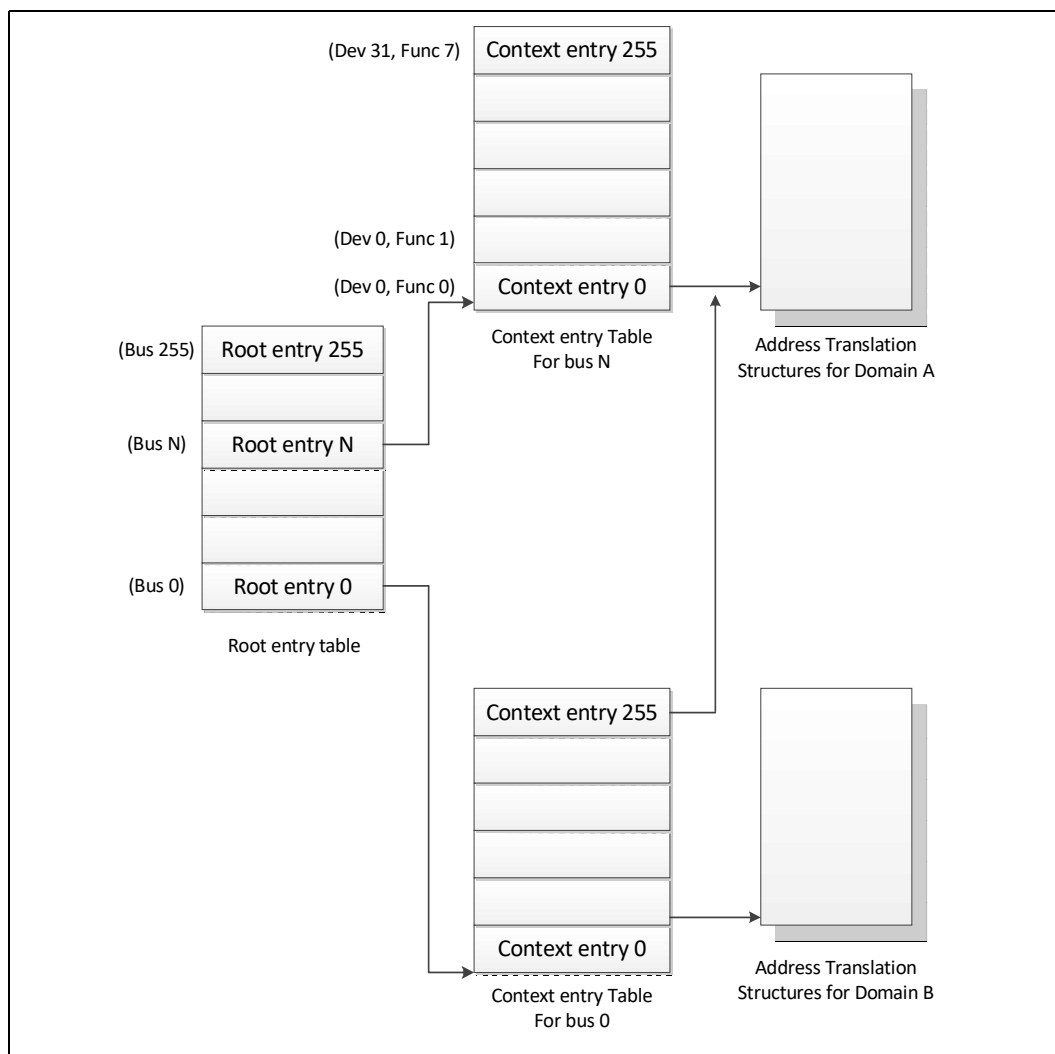 (Dev 31, Func 7)
Context entry 255
(Dev 0, Func 1)
(Dev 0, Func 0)
Context entry 0
Context entry Table
For bus N
Address Translation
Structures for Domain A
(Bus 255)
Root entry 255
(Bus N)
Root entry N
(Bus 0)
Root entry 0
Root entry table
Context entry 255
Context entry 0
Context entry Table
For bus 0
Address Translation
Structures for Domain B